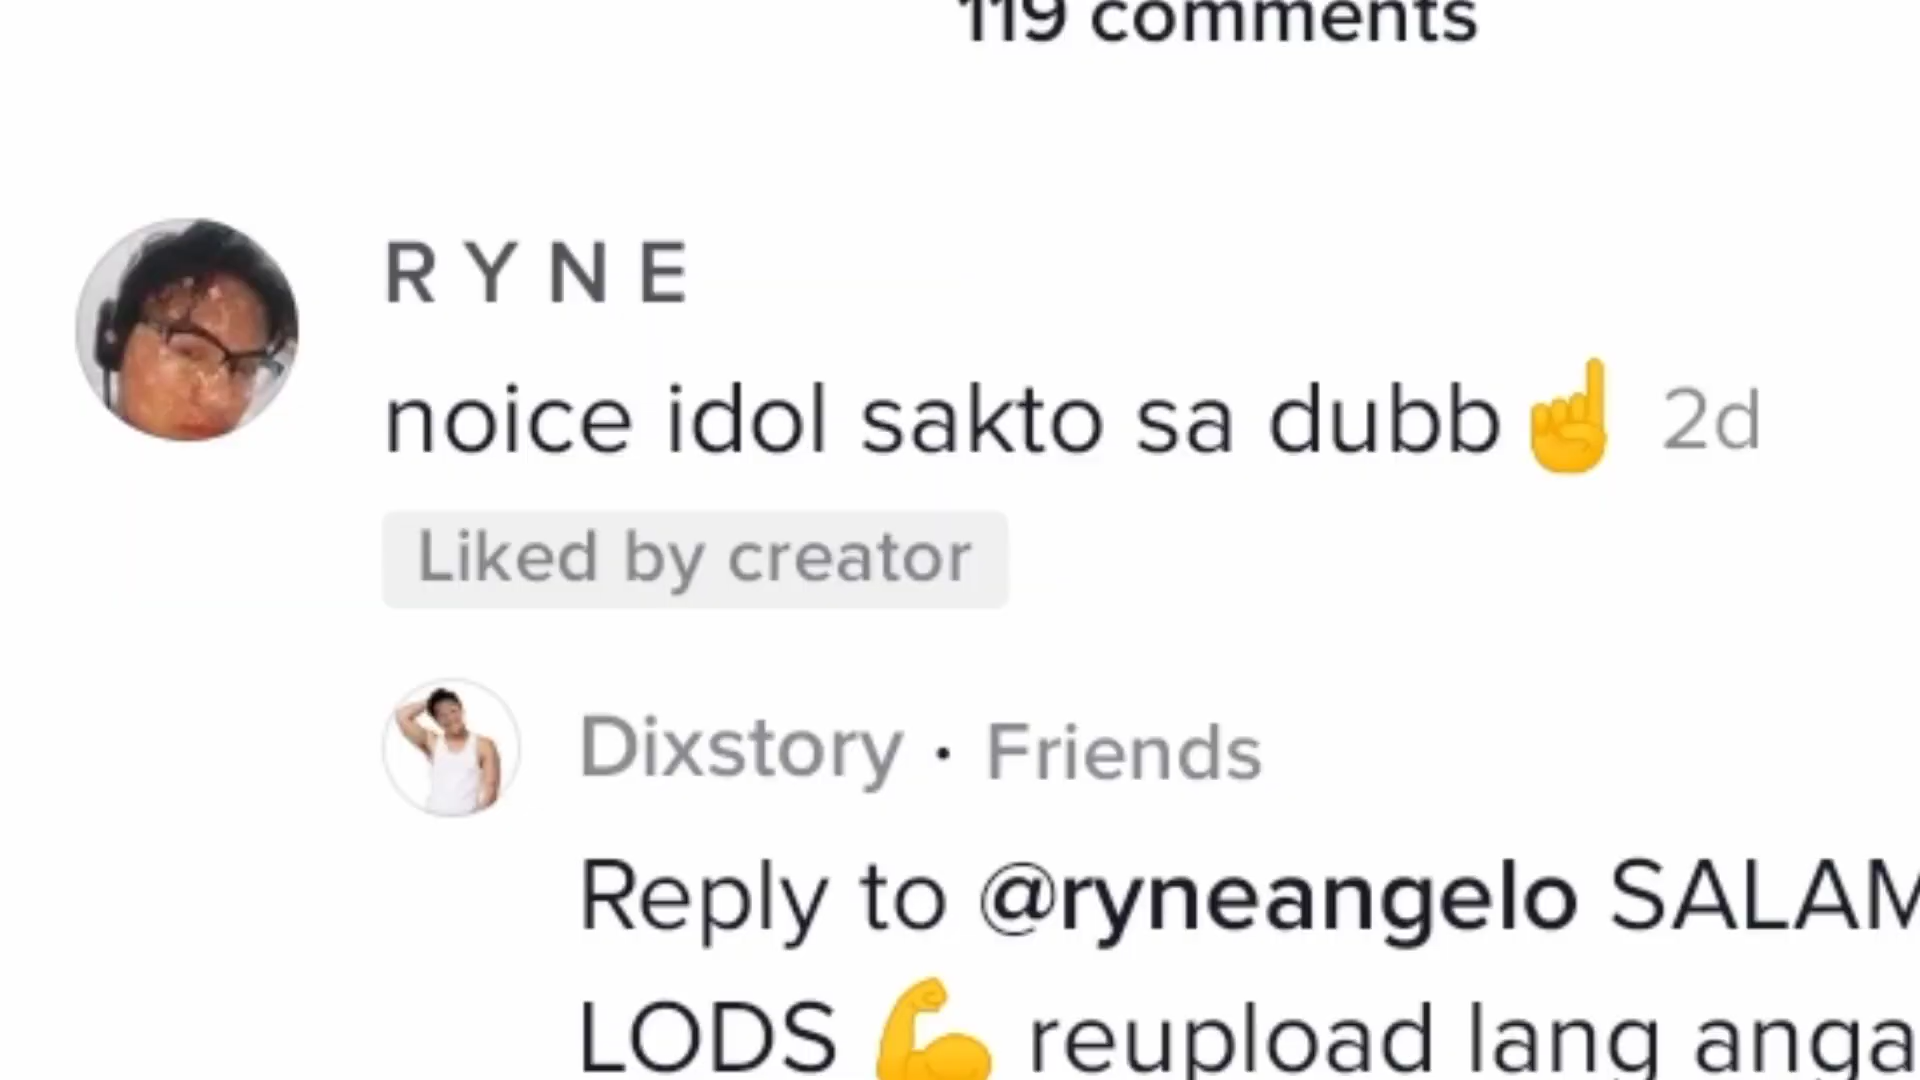 119 comments
R Y N E
noice idol sakto sa dubb☝️ 2d
Liked by creator
Dixstory · Friends
Reply to @ryneangelo
LODS 💪 reupload lang